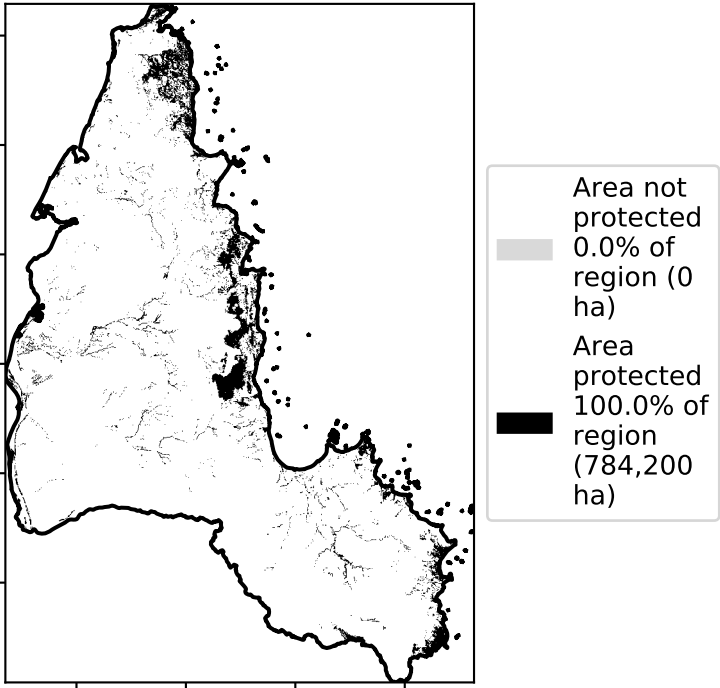 Area not
protected
0.0% of
region (0
ha)
Area
protected
100.0% of
region
(784,200
ha)